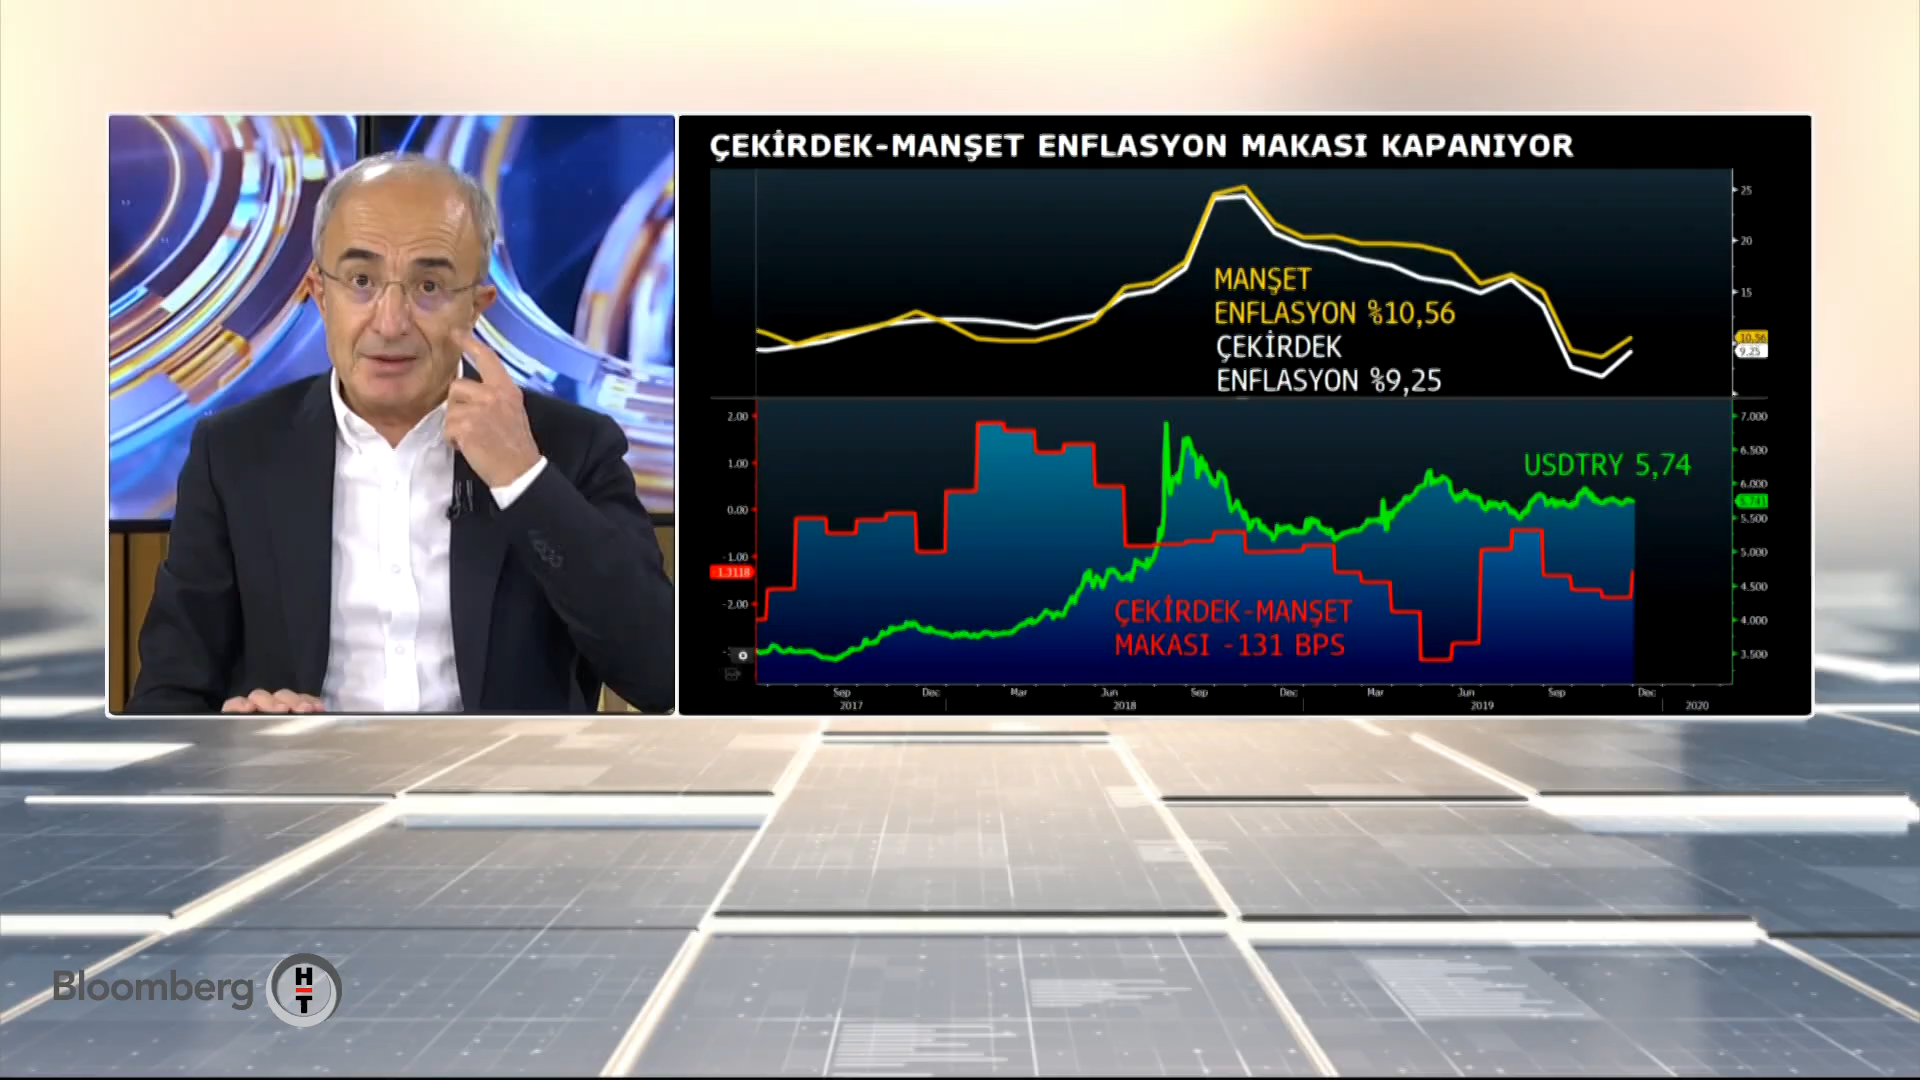 ÇEKİRDEK-MANŞET ENFLASYON MAKASI KAPANIYOR
25
20
15
MANŞET
ENFLASYON %10,56
ÇEKİRDEK
ENFLASYON %9,25
10.56
9.25
2.00
1.00
0.00
-1.00
1.3118
-2.00
7.000
6.500
6.000
5.741
5.500
5.000
4.500
4.000
3.500
USDTRY 5,74
ÇEKİRDEK-MANŞET
MAKASI -131 BPS
Sep Dec Mar Jun Sep Dec Mar Jun Sep Dec
2017 2018 2019 2020
Bloomberg HT